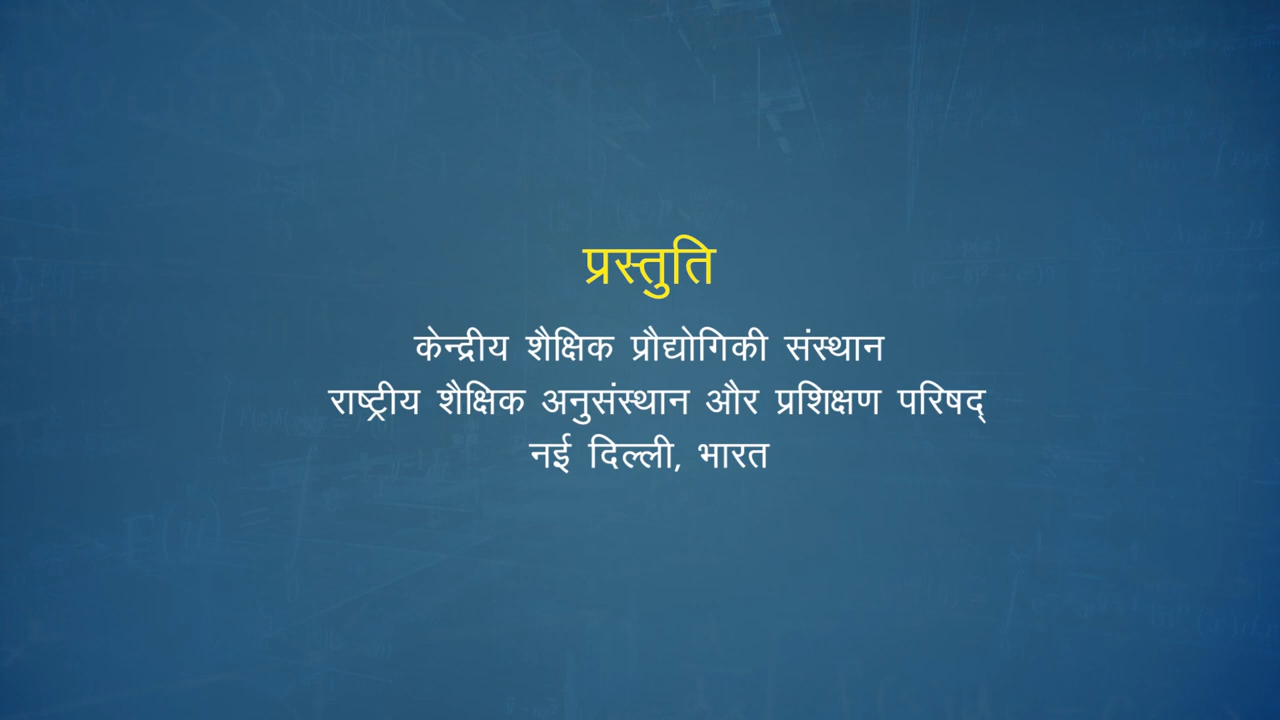 प्रस्तुति
केन्द्रीय शैक्षिक प्रौद्योगिकी संस्थान
राष्ट्रीय शैक्षिक अनुसंस्थान और प्रशिक्षण परिषद्
नई दिल्ली, भारत